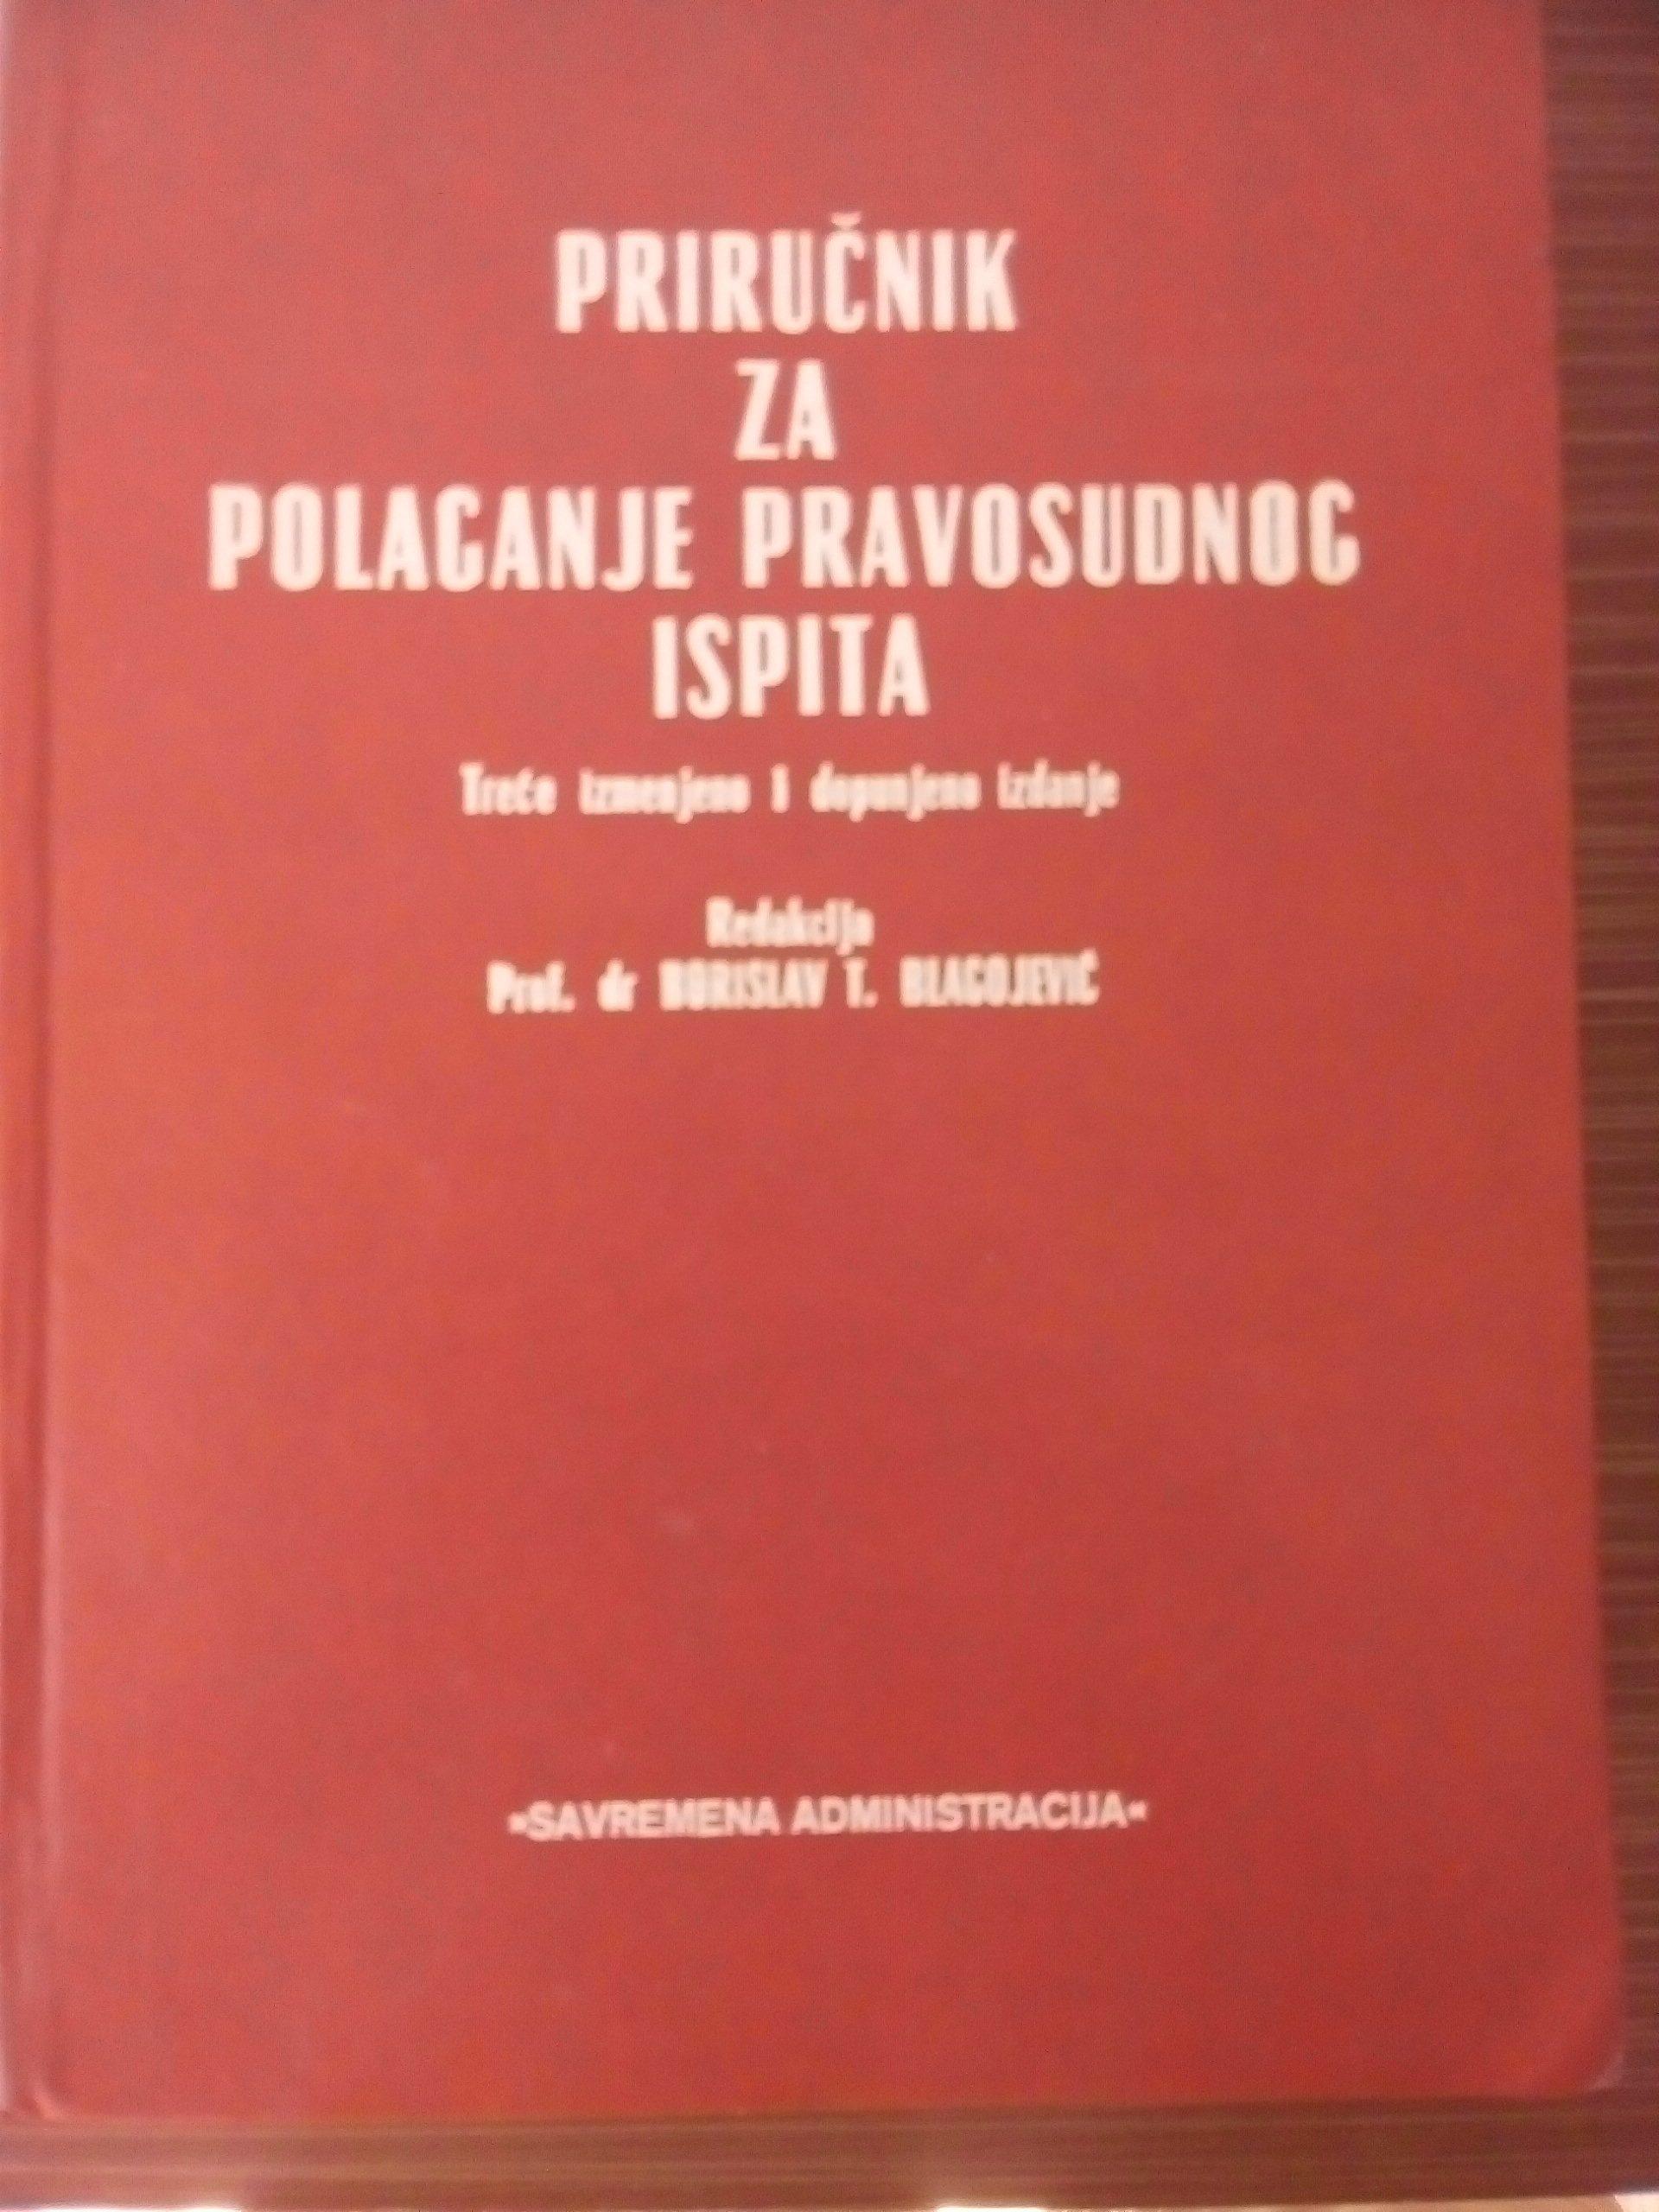 PRIRUČNIK
ZA
POLAGANJE PRAVOSUDNOG
ISPITA
Treće izmenjeno i dopunjeno izdanje
Redakcija
Prof. dr BORISLAV T. BLAGOJEVIĆ
»SAVREMENA ADMINISTRACIJA«